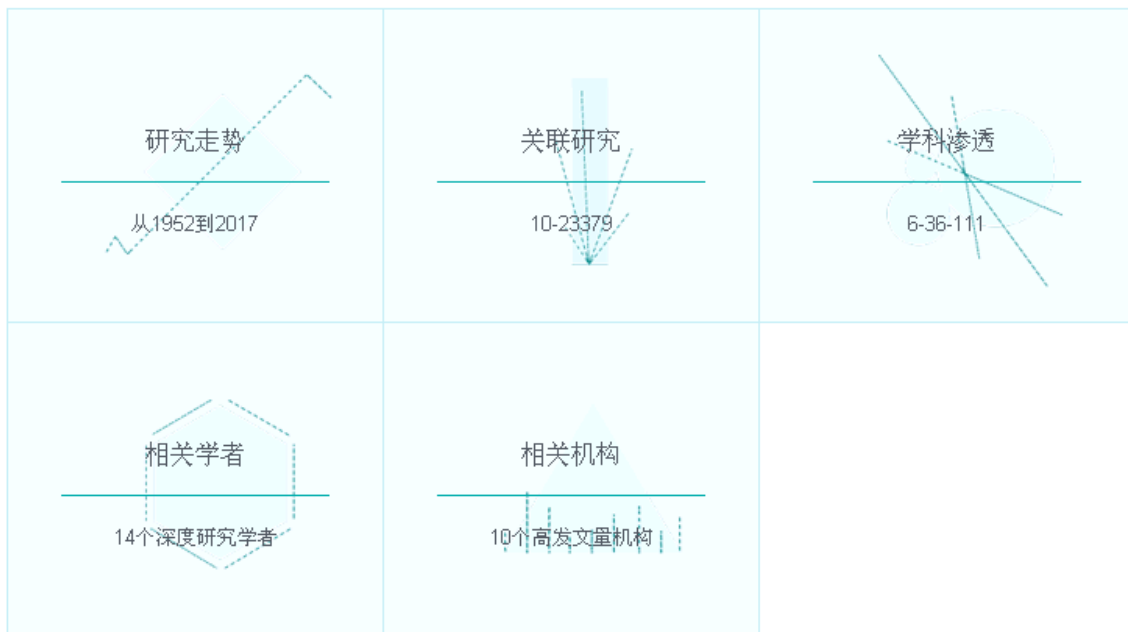 研究走势
从1952到2017
关联研究
10-23379
学科渗透
6-36-111
相关学者
14个深度研究学者
相关机构
10个高发文量机构